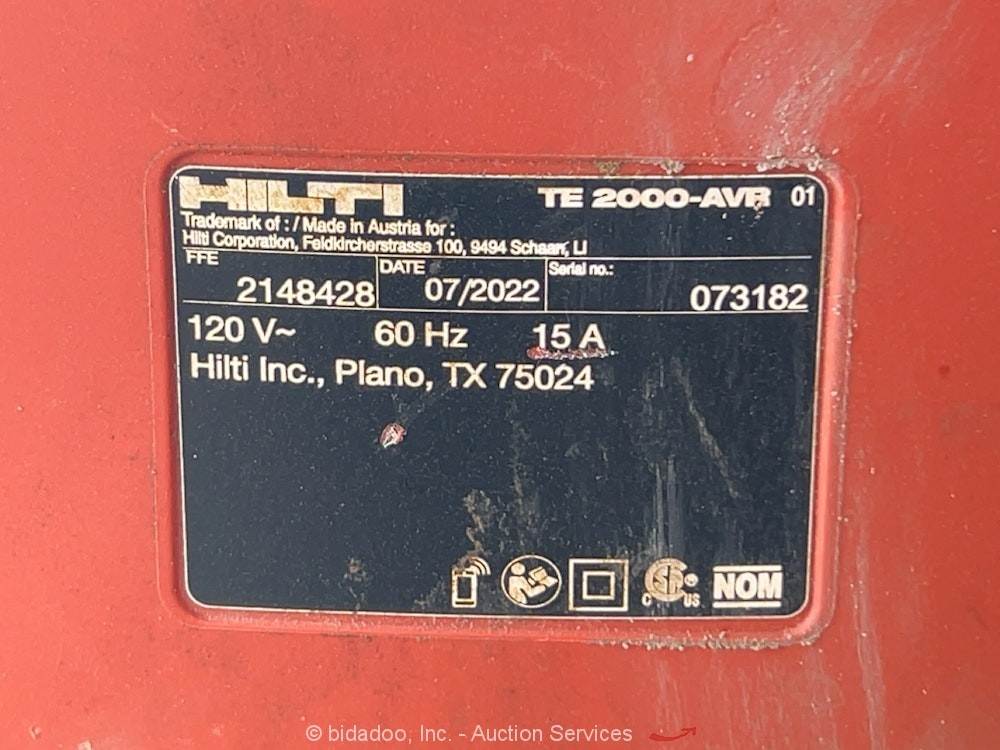 HILTI TE 2000-AVR 01
Trademark of : / Made in Austria for :
Hilti Corporation, Feldkircherstrasse 100, 9494 Schaan, LI
FFE DATE Serial no.:
2148428 07/2022 073182
120 V~ 60 Hz 15 A
Hilti Inc., Plano, TX 75024
C US ® NOM
© bidadoo, Inc. - Auction Services